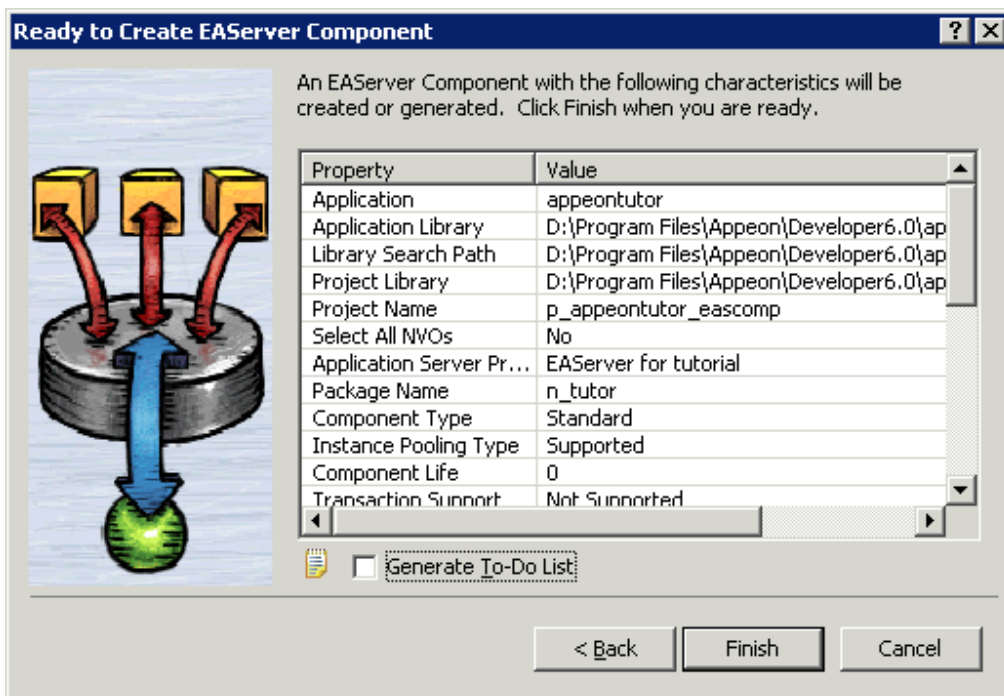 Ready to Create EAServer Component
An EAServer Component with the following characteristics will be
created or generated. Click Finish when you are ready.
Property Value
Application appeontutor
Application Library D:\Program Files\Appeon\Developer6.0\ap
Library Search Path D:\Program Files\Appeon\Developer6.0\ap
Project Library D:\Program Files\Appeon\Developer6.0\ap
Project Name p_appeontutor_eascomp
Select All NVOs No
Application Server Pr... EAServer for tutorial
Package Name n_tutor
Component Type Standard
Instance Pooling Type Supported
Component Life 0
Transaction Support Not Supported
Generate To-Do List
< Back Finish Cancel